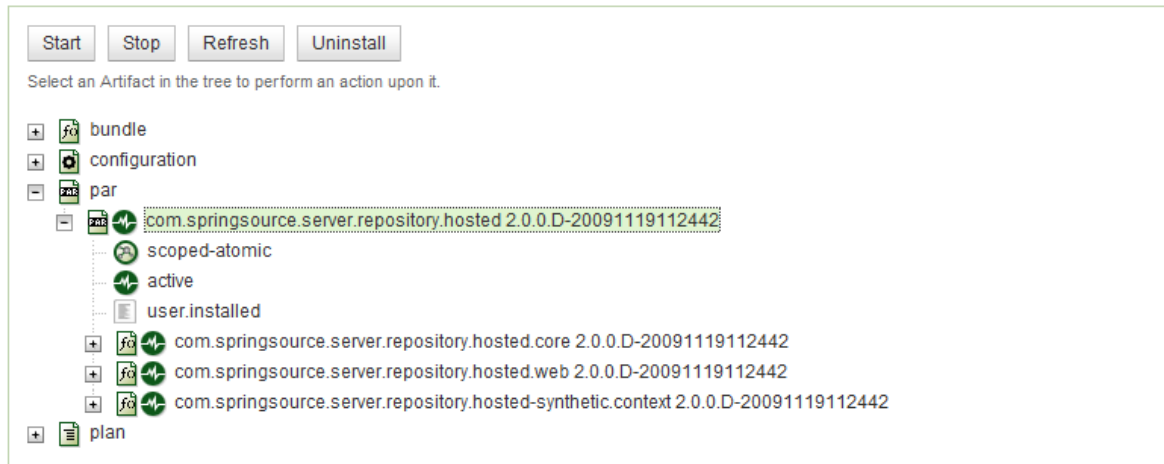 Start Stop Refresh Uninstall
Select an Artifact in the tree to perform an action upon it.
bundle
configuration
par
com.springsource.server.repository.hosted 2.0.0.D-20091119112442
scoped-atomic
active
user.installed
com.springsource.server.repository.hosted.core 2.0.0.D-20091119112442
com.springsource.server.repository.hosted.web 2.0.0.D-20091119112442
com.springsource.server.repository.hosted-synthetic.context 2.0.0.D-20091119112442
plan